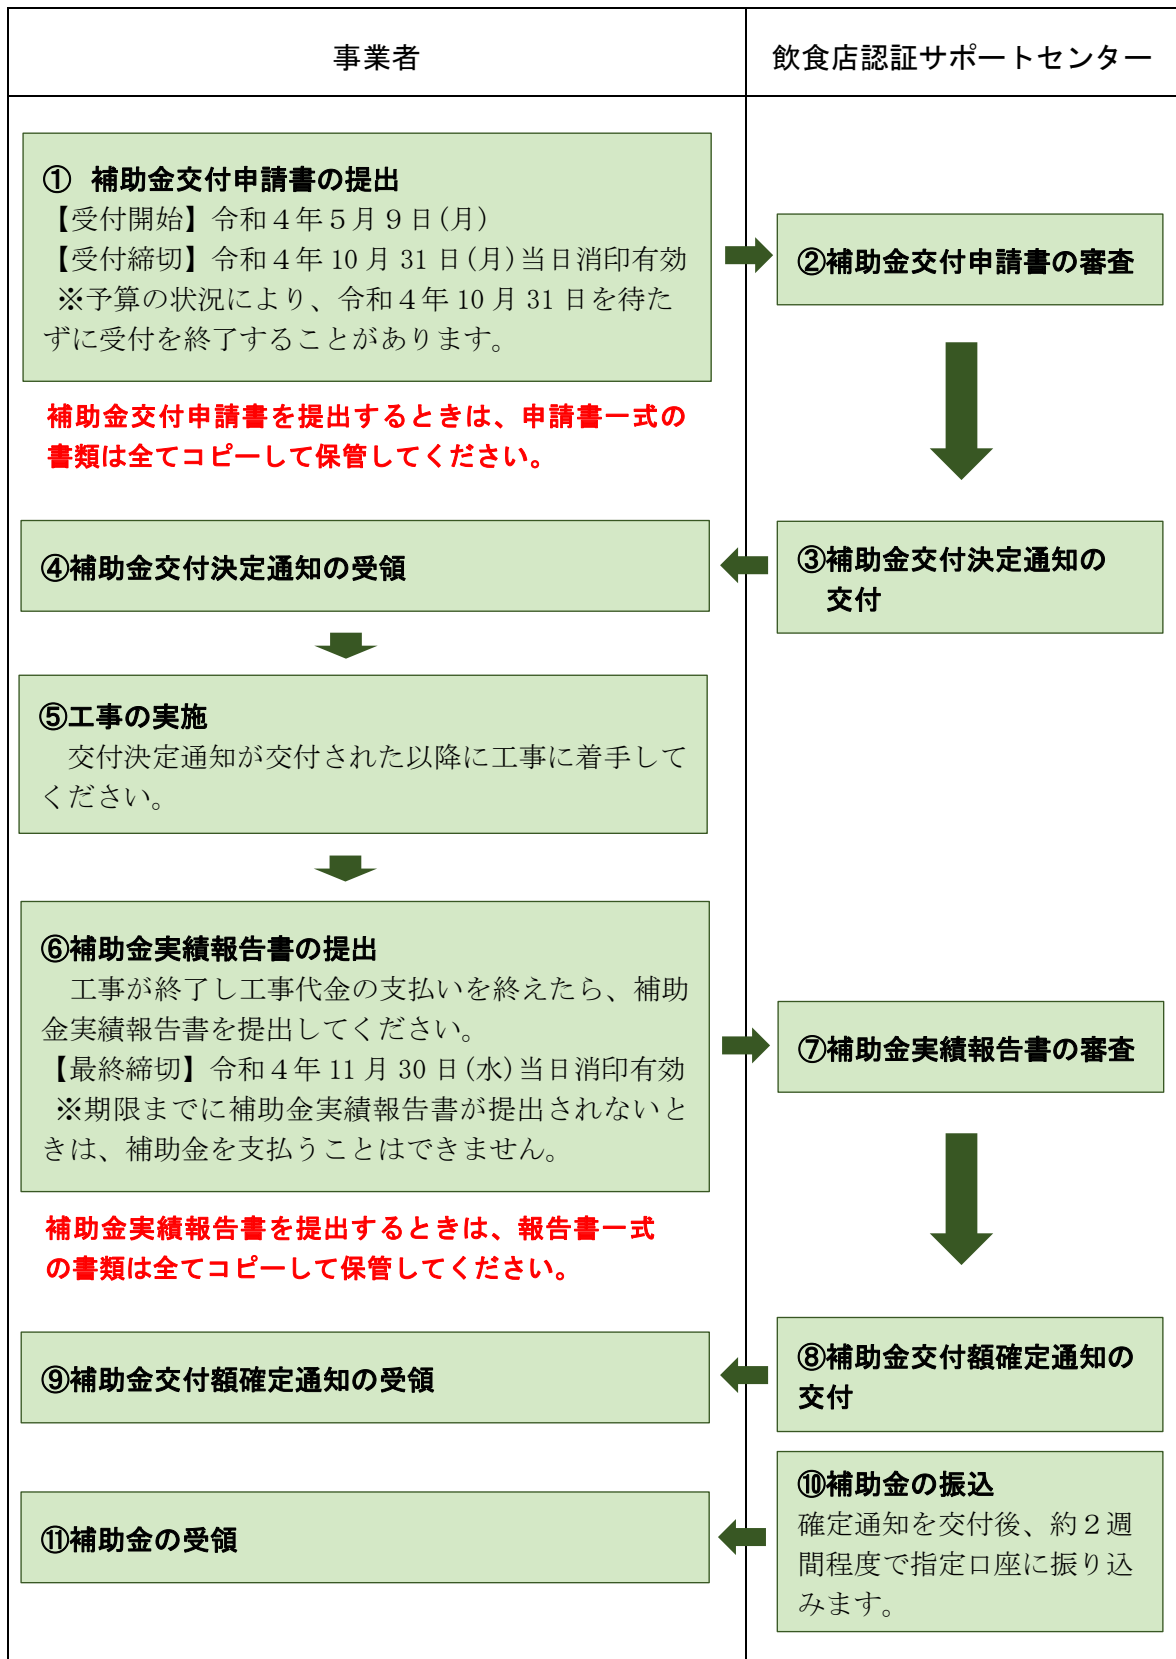 事業者
飲食店認証サポートセンター
① 補助金交付申請書の提出
【受付開始】令和４年５月９日(月)
【受付締切】令和４年 10 月 31 日(月)当日消印有効
※予算の状況により、令和４年 10 月 31 日を待た
ずに受付を終了することがあります。
②補助金交付申請書の審査
補助金交付申請書を提出するときは、申請書一式の
書類は全てコピーして保管してください。
③補助金交付決定通知の
交付
④補助金交付決定通知の受領
⑤工事の実施
交付決定通知が交付された以降に工事に着手して
ください。
⑥補助金実績報告書の提出
工事が終了し工事代金の支払いを終えたら、補助
金実績報告書を提出してください。
【最終締切】令和４年 11 月 30 日(水)当日消印有効
※期限までに補助金実績報告書が提出されないと
きは、補助金を支払うことはできません。
⑦補助金実績報告書の審査
補助金実績報告書を提出するときは、報告書一式
の書類は全てコピーして保管してください。
⑧補助金交付額確定通知の
交付
⑨補助金交付額確定通知の受領
⑩補助金の振込
確定通知を交付後、約２週
間程度で指定口座に振り込
みます。
⑪補助金の受領